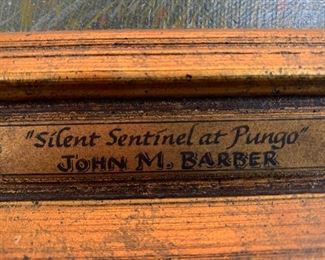 "Silent Sentinel at Pungo"
JOHN M. BARBER